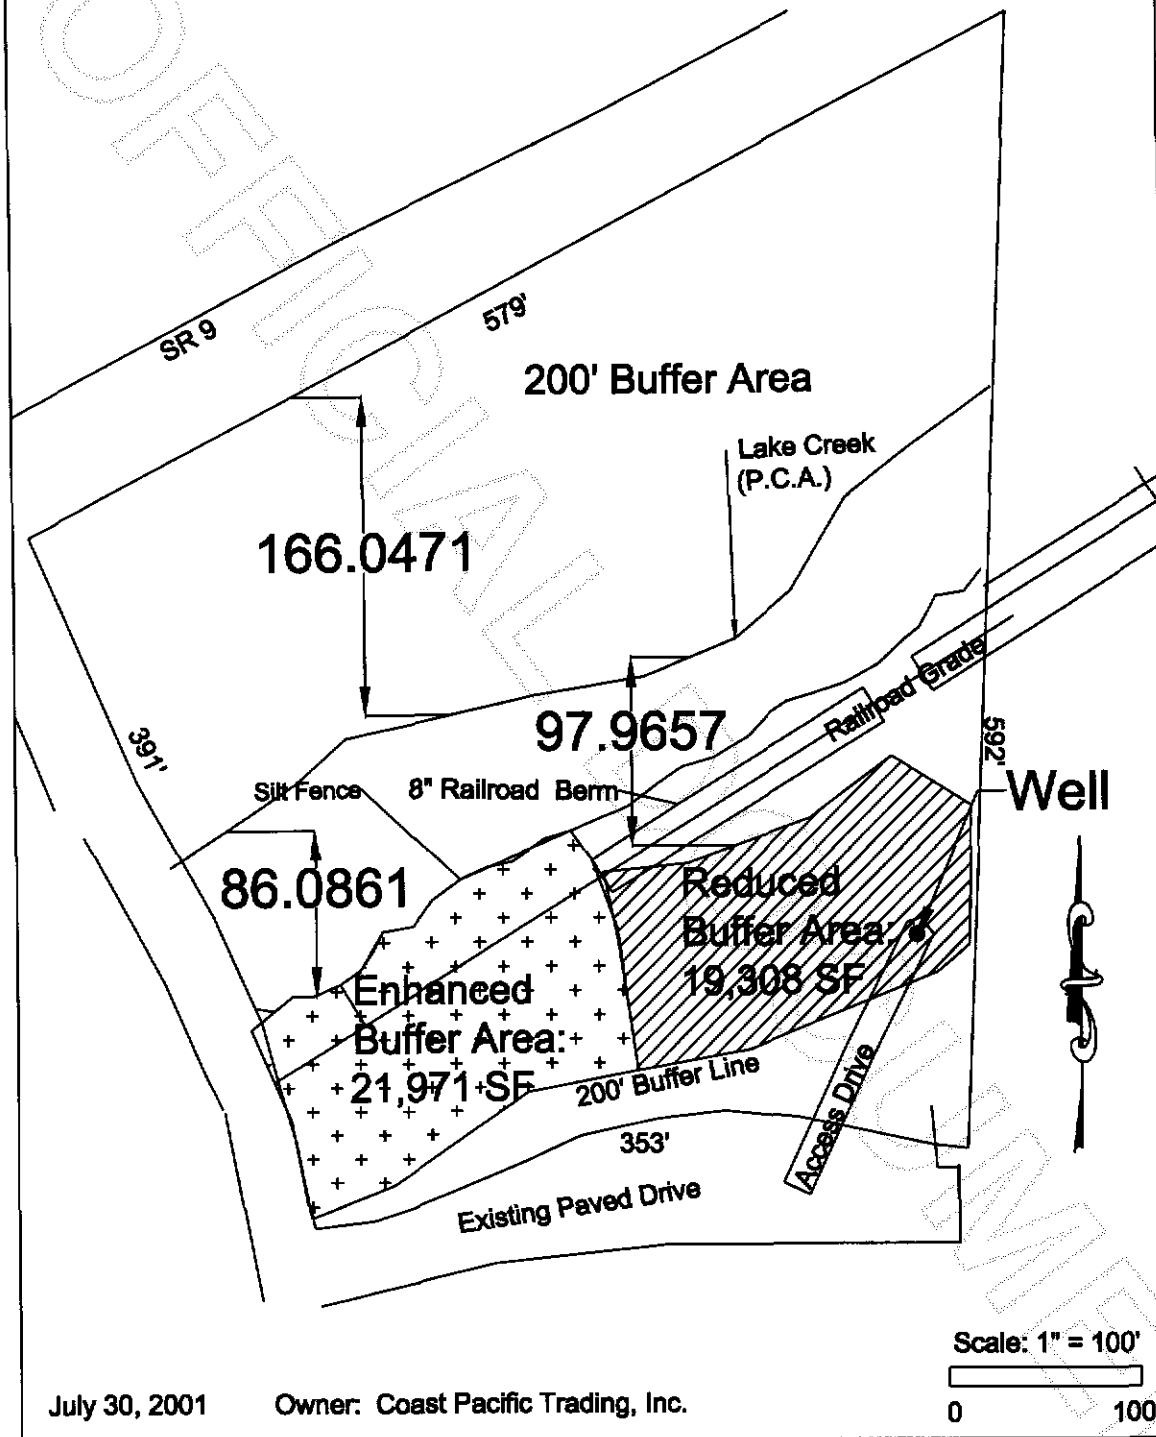 SR 9
579'
200' Buffer Area
Lake Creek
(P.C.A.)
166.0471
97.9657
Railroad Grade
391'
592'
Silt Fence
8" Railroad Berm
Well
86.0861
Reduced
Buffer Area:
19,308 SF
Enhanced
Buffer Area:
21,971 SF
200' Buffer Line
Access Drive
353'
Existing Paved Drive
Scale: 1" = 100'
0 100
July 30, 2001 Owner: Coast Pacific Trading, Inc.
OFFICIAL DOCUME